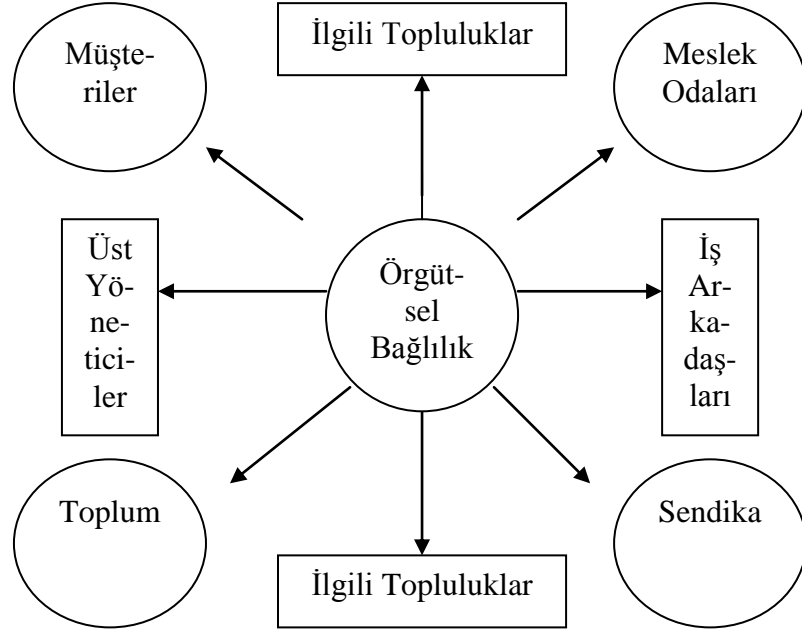 İlgili Topluluklar
Müşte-
riler
Meslek
Odaları
Üst
Yö-
ne-
tici-
ler
Örgüt-
sel
Bağlılık
İş
Ar-
ka-
daş-
ları
Toplum
Sendika
İlgili Topluluklar